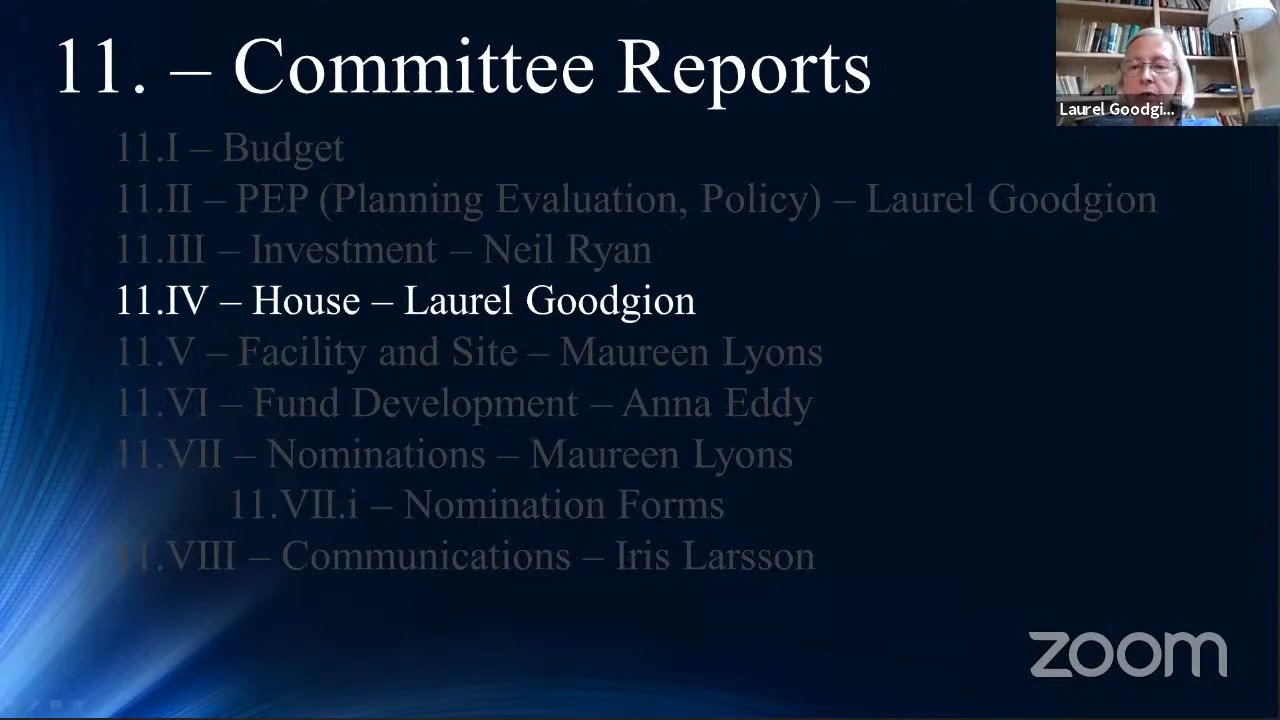 11. – Committee Reports
Laurel Goodgi...
11.I – Budget
11.II – PEP (Planning Evaluation, Policy) – Laurel Goodgion
11.III – Investment – Neil Ryan
11.IV – House – Laurel Goodgion
11.V – Facility and Site – Maureen Lyons
11.VI – Fund Development – Anna Eddy
11.VII – Nominations – Maureen Lyons
11.VII.i – Nomination Forms
11.VIII – Communications – Iris Larsson
zoom